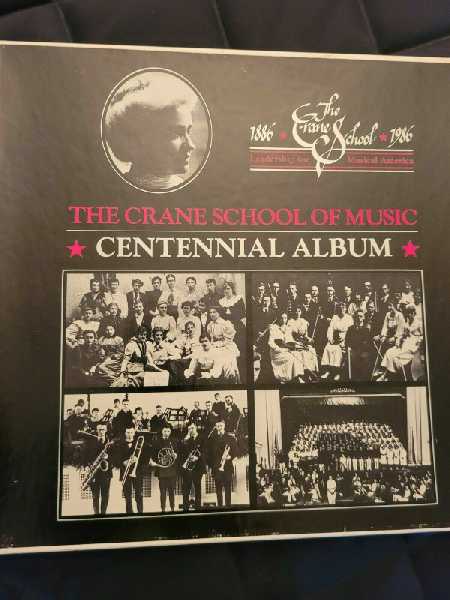 1886 ★ The Crane School ★ 1986
Leadership for Musical America
THE CRANE SCHOOL OF MUSIC
★ CENTENNIAL ALBUM ★